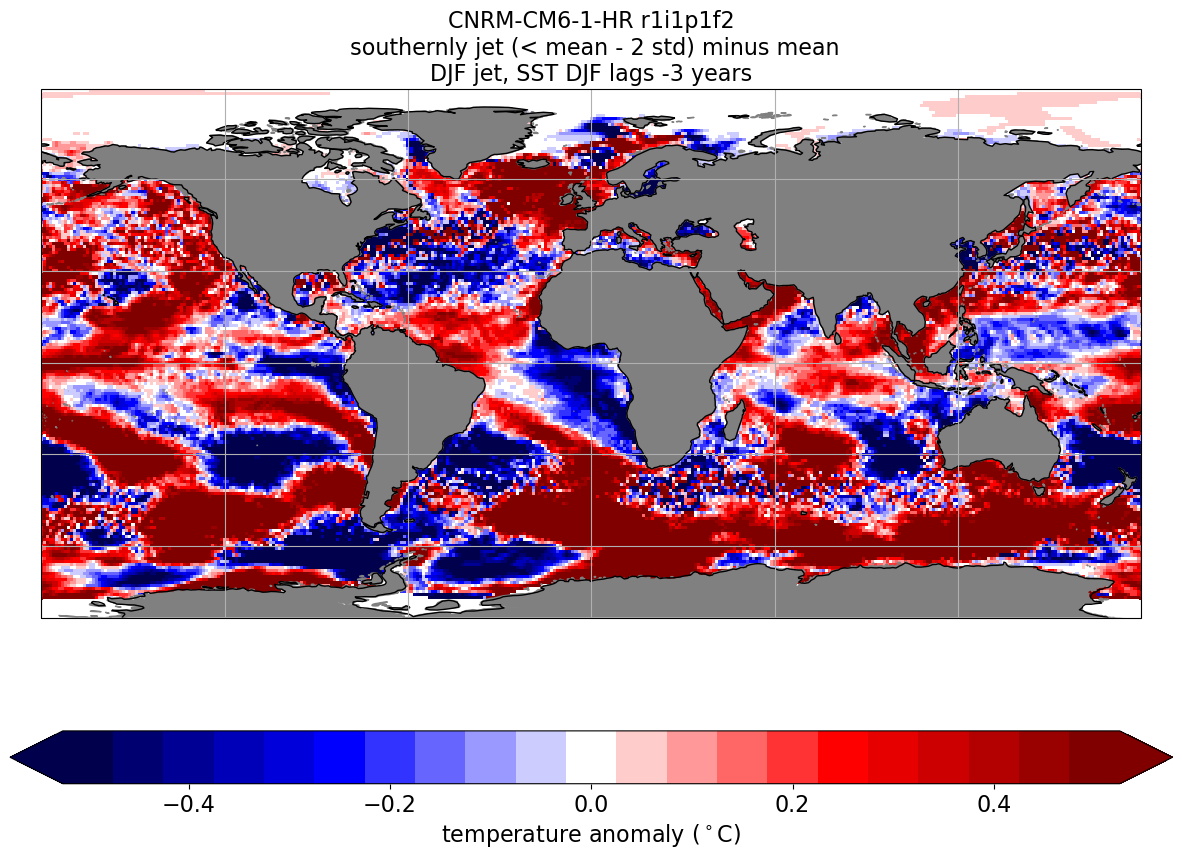 CNRM-CM6-1-HR r1i1p1f2
southernly jet (< mean - 2 std) minus mean
DJF jet, SST DJF lags -3 years
−0.4 −0.2 0.0 0.2 0.4
temperature anomaly (°C)